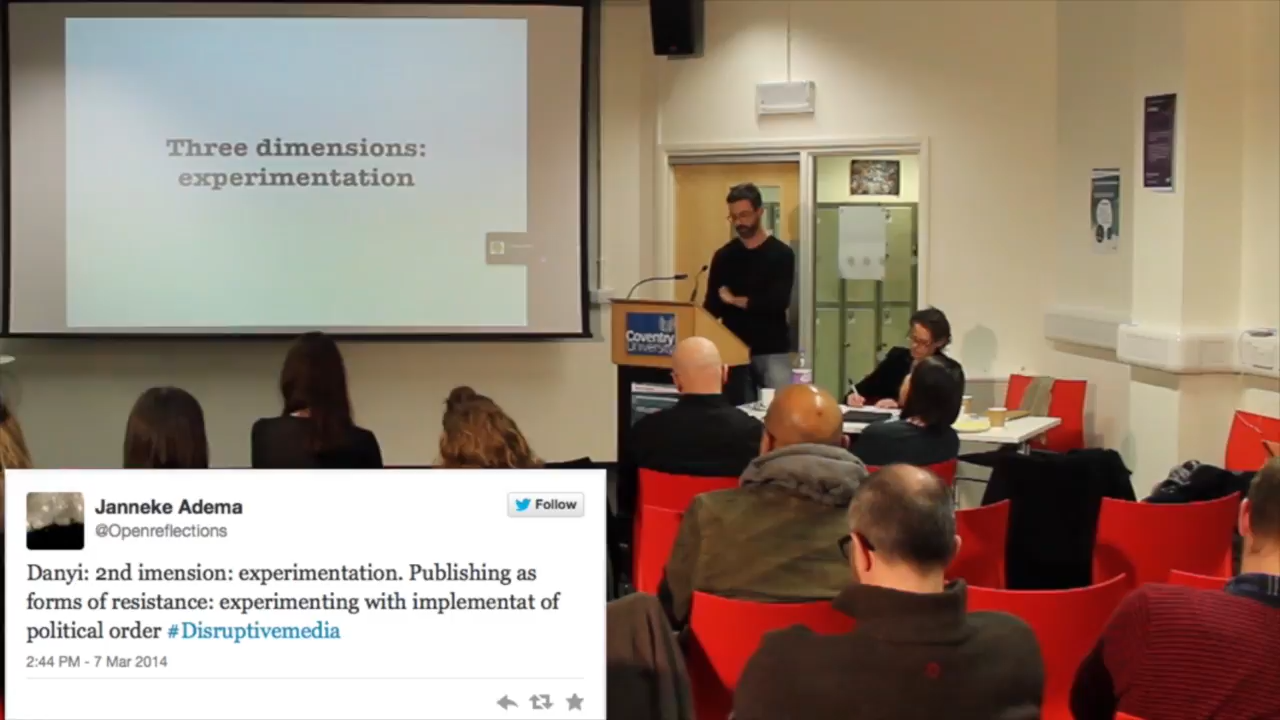 Three dimensions:
experimentation
Coventry
University
Janneke Adema
@Openreflections
Follow
Danyi: 2nd imension: experimentation. Publishing as
forms of resistance: experimenting with implementat of
political order #Disruptivemedia
2:44 PM - 7 Mar 2014